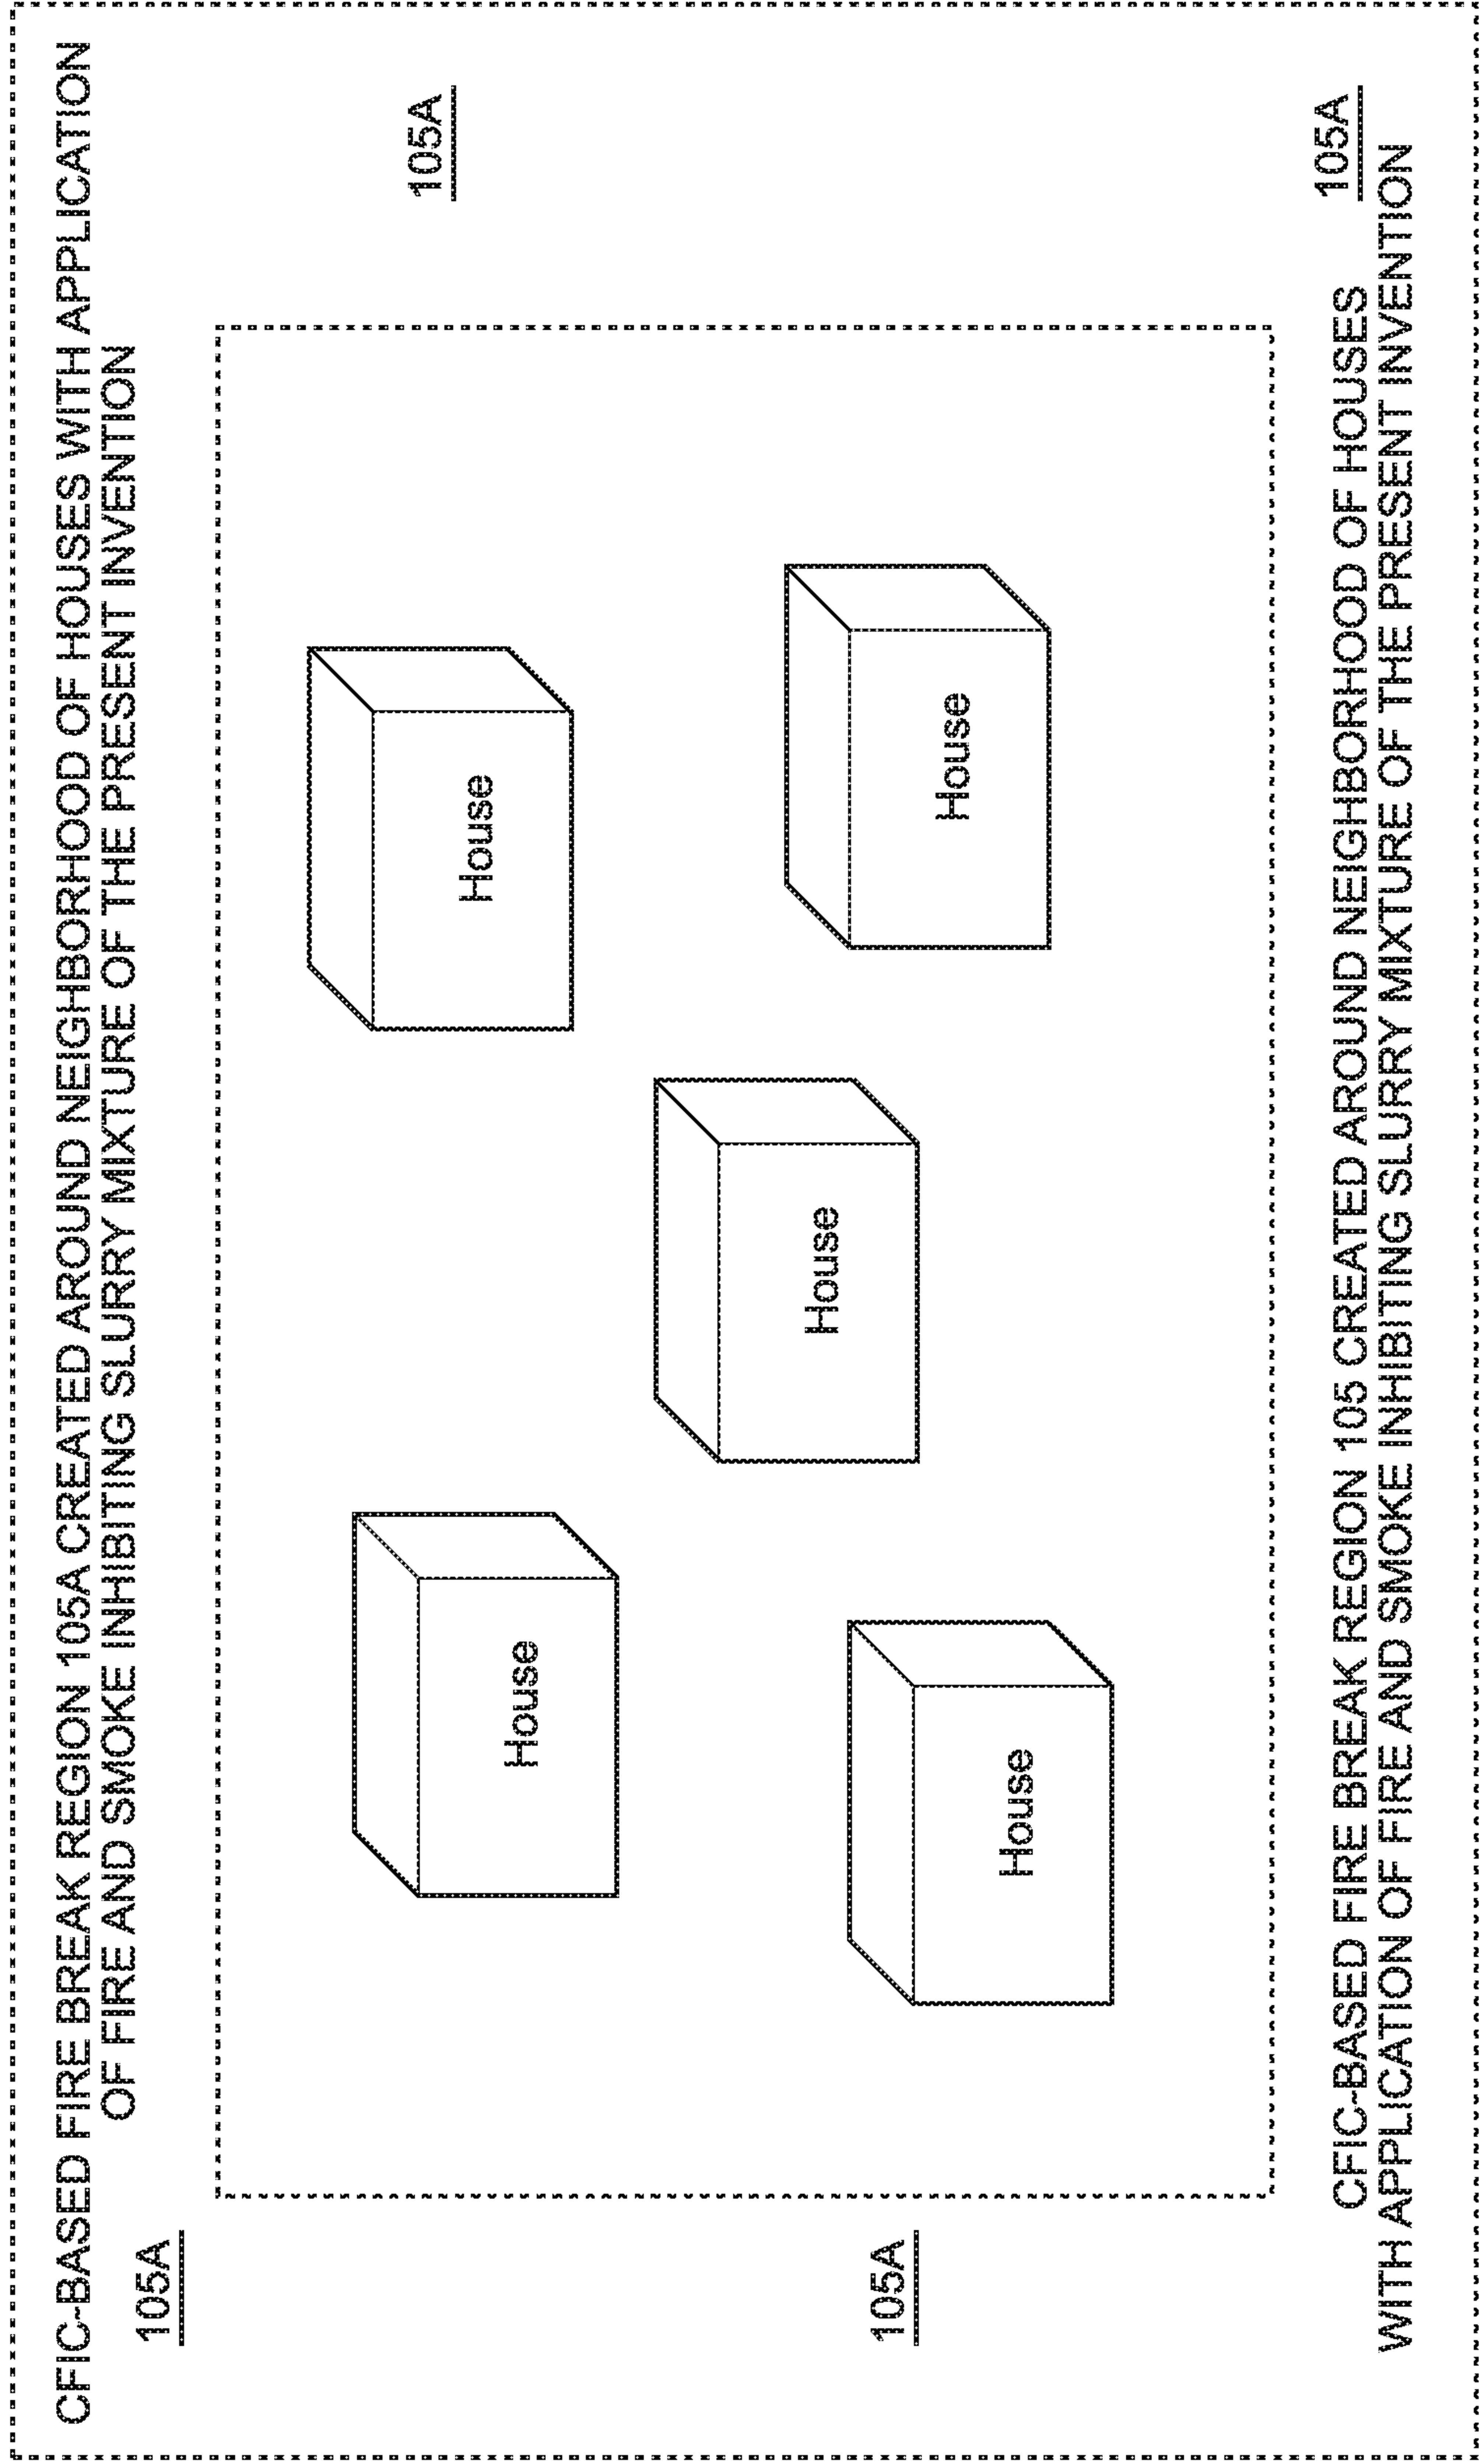 CFIC-BASED FIRE BREAK REGION 105A CREATED AROUND NEIGHBORHOOD OF HOUSES WITH APPLICATION
OF FIRE AND SMOKE INHIBITING SLURRY MIXTURE OF THE PRESENT INVENTION
105A
105A
House
House
House
House
House
105A
CFIC-BASED FIRE BREAK REGION 105 CREATED AROUND NEIGHBORHOOD OF HOUSES
105A
WITH APPLICATION OF FIRE AND SMOKE INHIBITING SLURRY MIXTURE OF THE PRESENT INVENTION